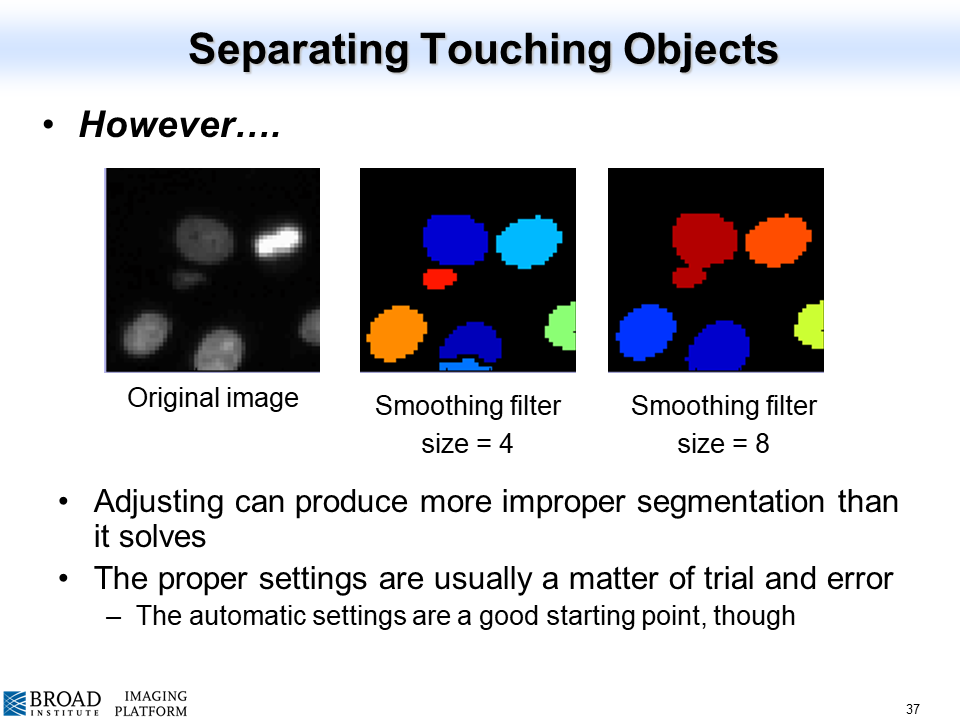 Separating Touching Objects
• However….
Original image
Smoothing filter
size = 4
Smoothing filter
size = 8
• Adjusting can produce more improper segmentation than
it solves
• The proper settings are usually a matter of trial and error
– The automatic settings are a good starting point, though
BROAD
INSTITUTE
IMAGING
PLATFORM
37